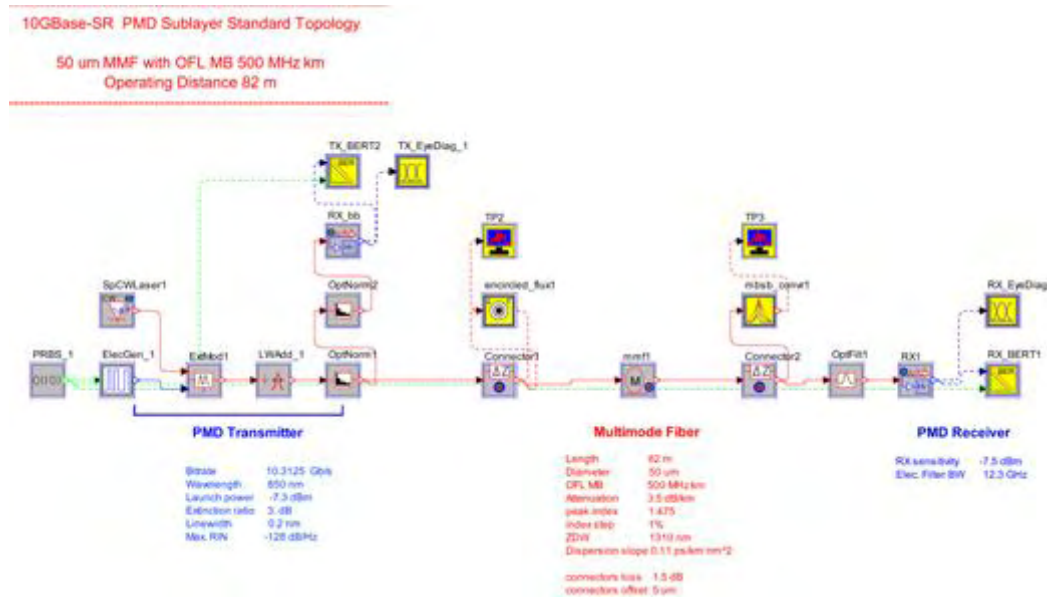 10GBase-SR PMD Sublayer Standard Topology
50 um MMF with OFL MB 500 MHz km
Operating Distance 82 m
TX_BERT2 TX_EyeDiag_1
RX_bb TP2 TP3
SpCWLaser1 OptNorm2 encircled_flux1 RX_EyeDiag
PRBS_1 ElecGen_1 ExMod1 LWAdd_1 OptNorm1 Connector1 mmf1 Connector2 OptFilt1 RX1 RX_BERT1
PMD Transmitter
Bitrate 10.3125 Gb/s
Wavelength 850 nm
Launch power -7.3 dBm
Extinction ratio 3. dB
Linewidth 0.2 nm
Max. RIN -128 dB/Hz
Multimode Fiber
Length 82 m
Diameter 50 um
OFL MB 500 MHz km
Attenuation 3.5 dB/km
peak index 1.475
index step 1%
ZDW 1310 nm
Dispersion slope 0.11 ps/km nm^2
connectors loss 1.5 dB
connectors offset 5 um
PMD Receiver
RX sensitivity -7.5 dBm
Elec. Filter BW 12.3 GHz